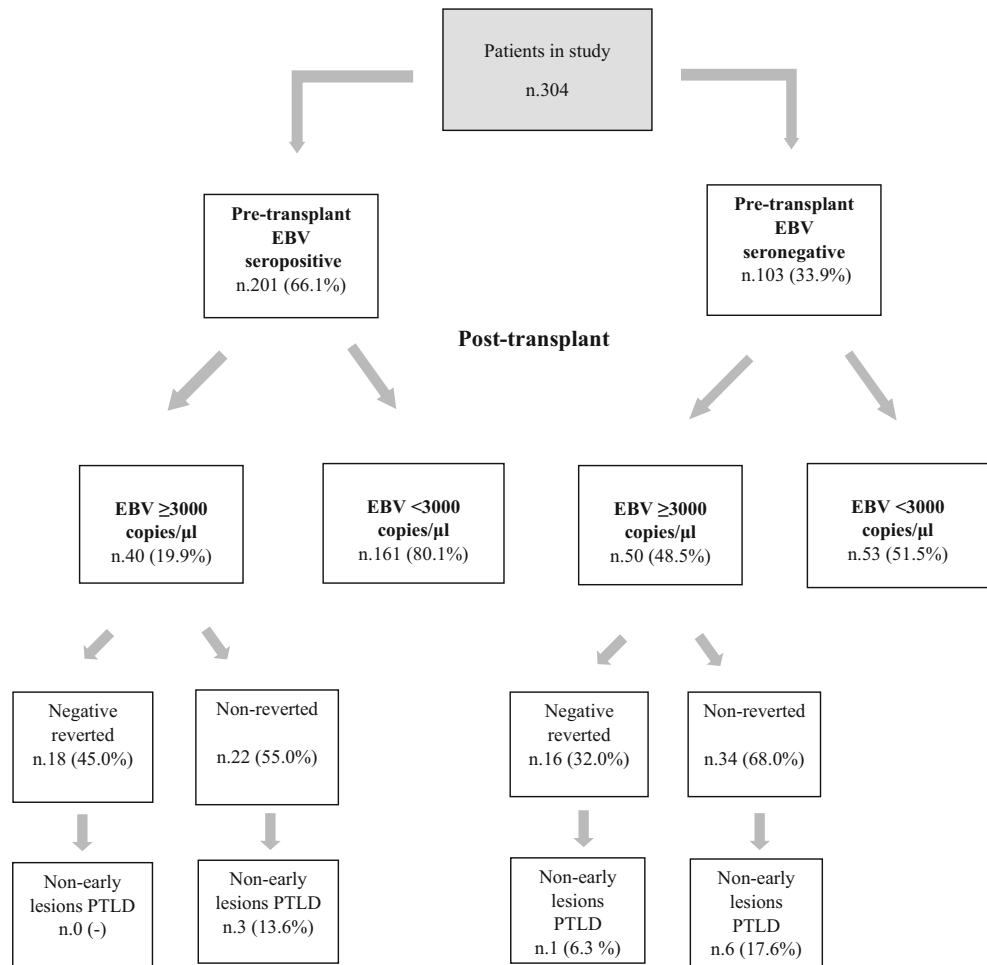 Patients in study
n.304
Pre-transplant
EBV
seropositive
n.201 (66.1%)
Pre-transplant
EBV
seronegative
n.103 (33.9%)
Post-transplant
EBV ≥3000
copies/µl
n.40 (19.9%)
EBV <3000
copies/µl
n.161 (80.1%)
EBV ≥3000
copies/µl
n.50 (48.5%)
EBV <3000
copies/µl
n.53 (51.5%)
Negative
reverted
n.18 (45.0%)
Non-reverted
n.22 (55.0%)
Negative
reverted
n.16 (32.0%)
Non-reverted
n.34 (68.0%)
Non-early
lesions PTLD
n.0 (-)
Non-early
lesions PTLD
n.3 (13.6%)
Non-early
lesions
PTLD
n.1 (6.3 %)
Non-early
lesions
PTLD
n.6 (17.6%)